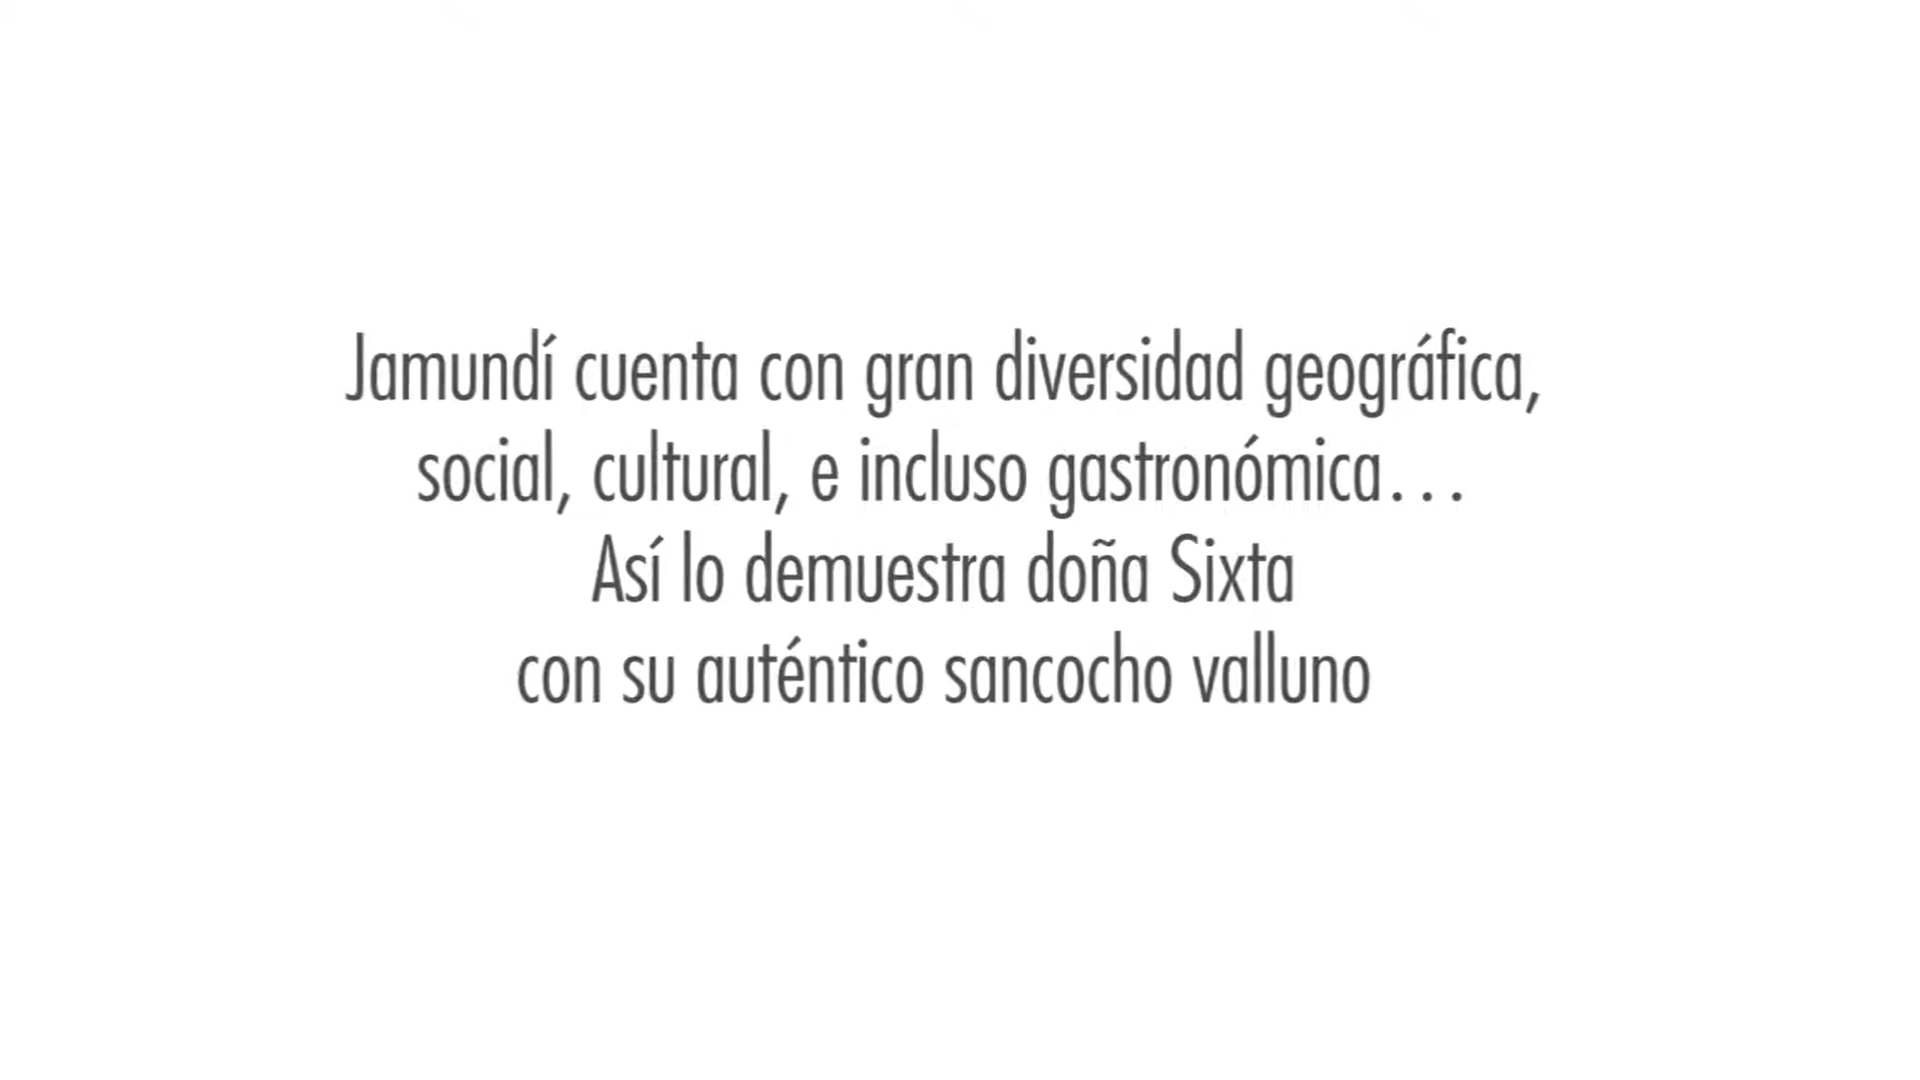 Jamundí cuenta con gran diversidad geográfica,
social, cultural, e incluso gastronómica...
Así lo demuestra doña Sixta
con su auténtico sancocho valluno